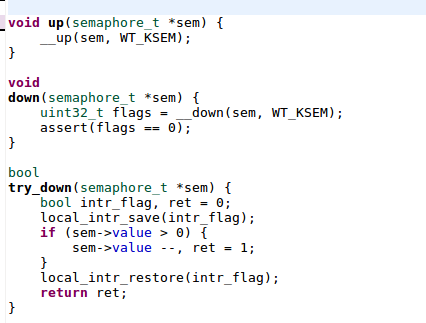 void up(semaphore_t *sem) {
    __up(sem, WT_KSEM);
}
void
down(semaphore_t *sem) {
    uint32_t flags = __down(sem, WT_KSEM);
    assert(flags == 0);
}
bool
try_down(semaphore_t *sem) {
    bool intr_flag, ret = 0;
    local_intr_save(intr_flag);
    if (sem->value > 0) {
        sem->value --, ret = 1;
    }
    local_intr_restore(intr_flag);
    return ret;
}